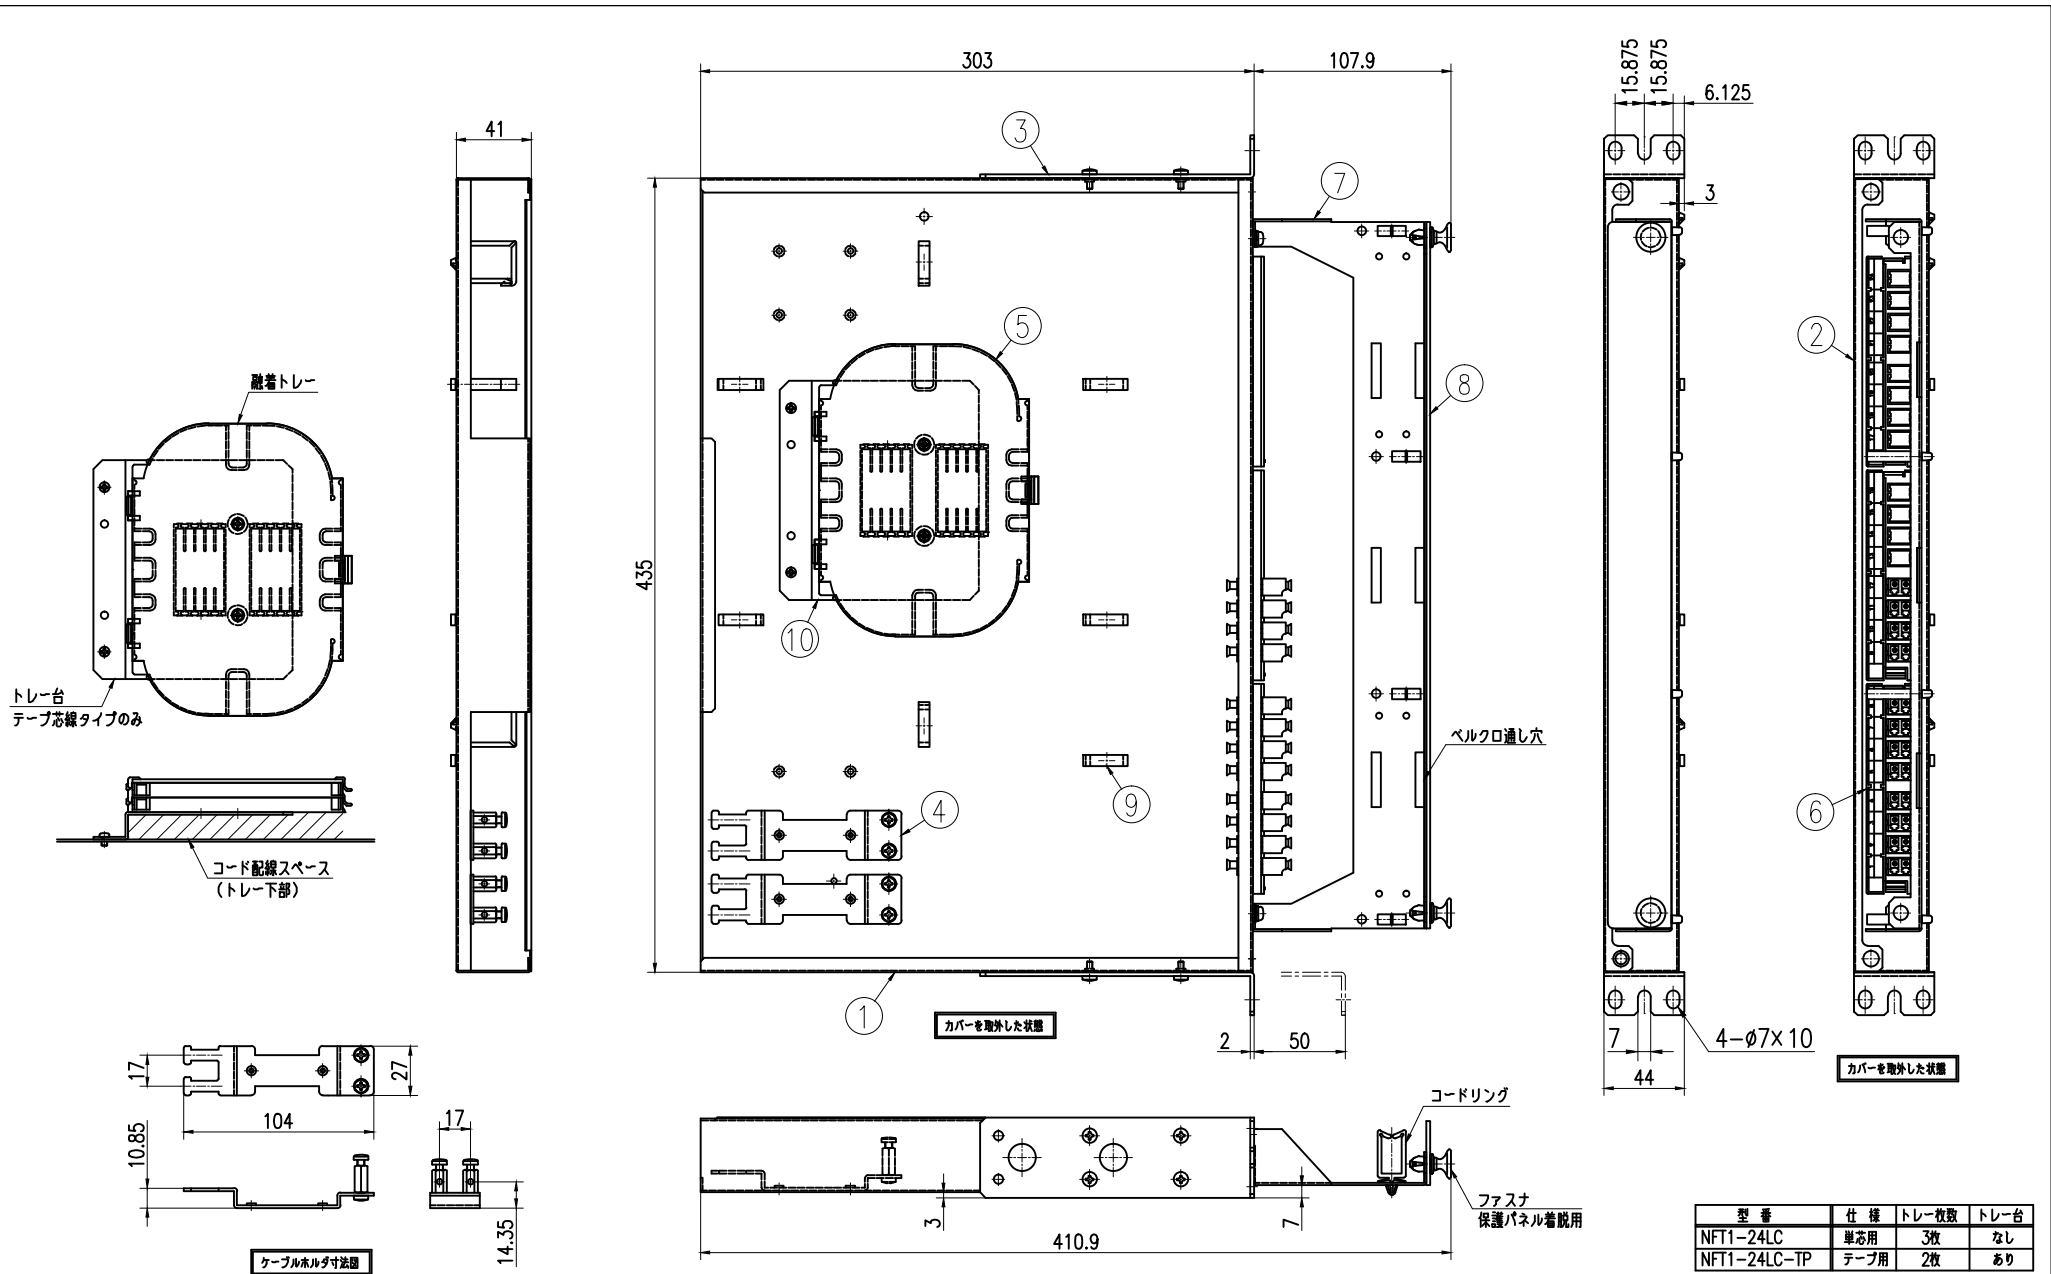 303
107.9
15.875
15.875
6.125
41
3
7
3
5
2
8
435
融着トレー
10
トレー台
テープ芯線タイプのみ
ベルクロ通し穴
9
4
6
コード配線スペース
(トレー下部)
1
カバーを取外した状態
2
50
7
44
4-φ7×10
カバーを取外した状態
17
27
104
10.85
17
14.35
ケーブルホルダ寸法図
コードリング
3
7
410.9
ファスナ
保護パネル着脱用
型番 仕様 トレー枚数 トレー台
NFT1-24LC 単芯用 3枚 なし
NFT1-24LC-TP テープ用 2枚 あり